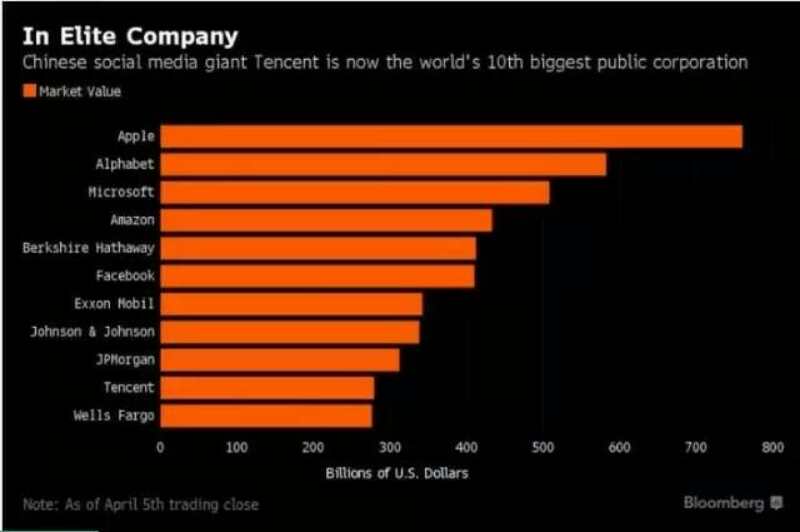 In Elite Company
Chinese social media giant Tencent is now the world's 10th biggest public corporation
Market Value
Apple
Alphabet
Microsoft
Amazon
Berkshire Hathaway
Facebook
Exxon Mobil
Johnson & Johnson
JPMorgan
Tencent
Wells Fargo
0 100 200 300 400 500 600 700 800
Billions of U.S. Dollars
Note: As of April 5th trading close
Bloomberg